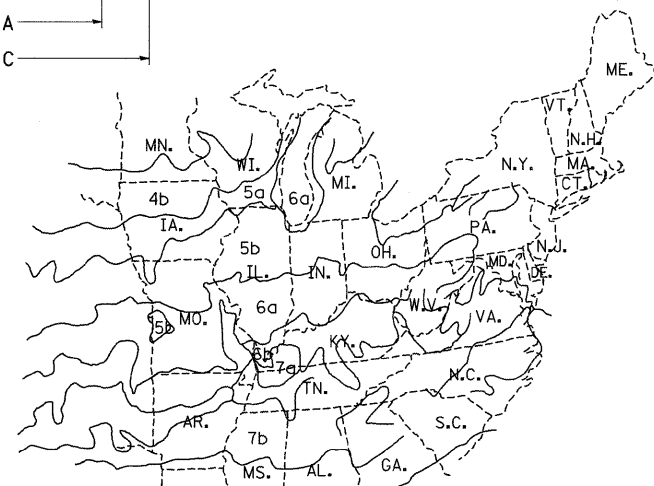 A
C
ME.
VT.
MN.
N.H.
WI.
N.Y.
MA.
MI.
CT.
4b
5a
6a
IA.
PA.
5b
OH.
N.J.
MD.
IL.
IN.
DE.
6a
W.V.
MO.
5b
VA.
KY.
6b
7a
N.C.
TN.
AR.
S.C.
7b
MS.
AL.
GA.